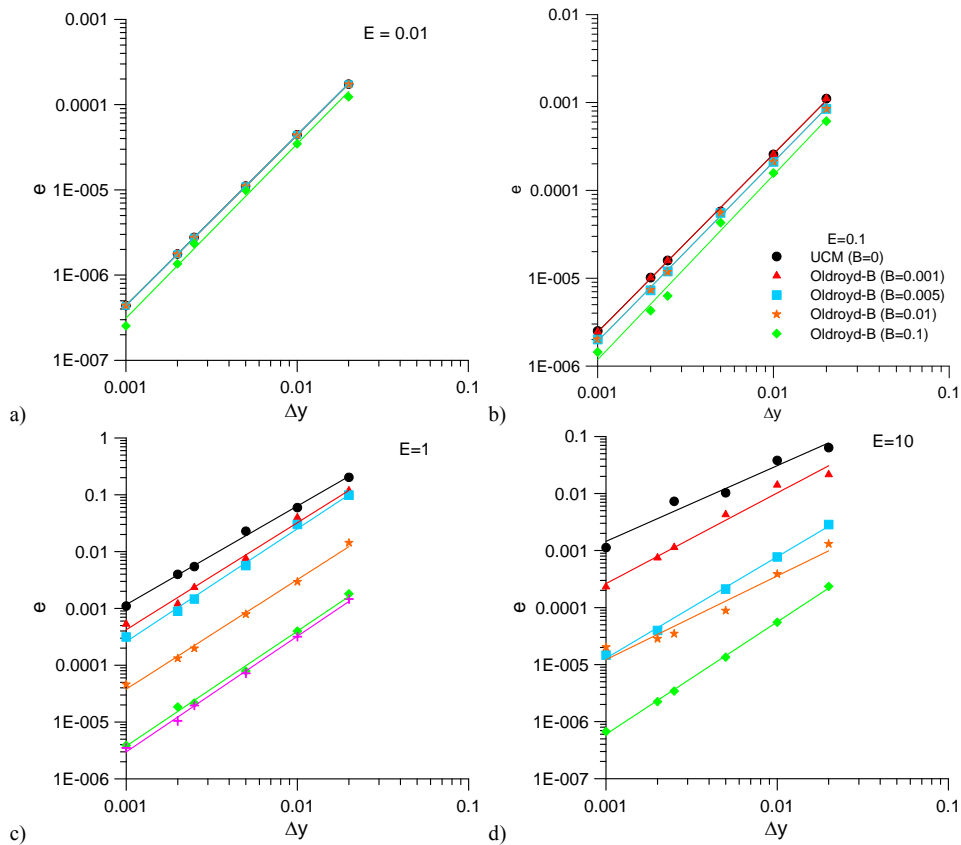 0.001
E = 0.01
0.0001
e
1E-005
1E-006
1E-007
0.001
0.01
0.1
Δy
a)
0.01
0.001
e
0.0001
E=0.1
UCM (B=0)
Oldroyd-B (B=0.001)
Oldroyd-B (B=0.005)
Oldroyd-B (B=0.01)
Oldroyd-B (B=0.1)
1E-005
1E-006
0.001
0.01
0.1
Δy
b)
1
E=1
0.1
0.01
0.001
e
0.0001
1E-005
1E-006
0.001
0.01
0.1
Δy
c)
0.1
E=10
0.01
0.001
e
0.0001
1E-005
1E-006
1E-007
0.001
0.01
0.1
Δy
d)